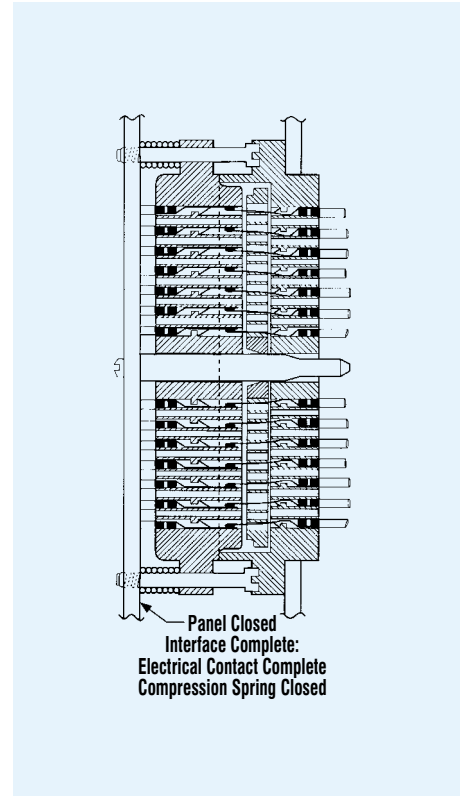 Panel Closed
Interface Complete:
Electrical Contact Complete
Compression Spring Closed